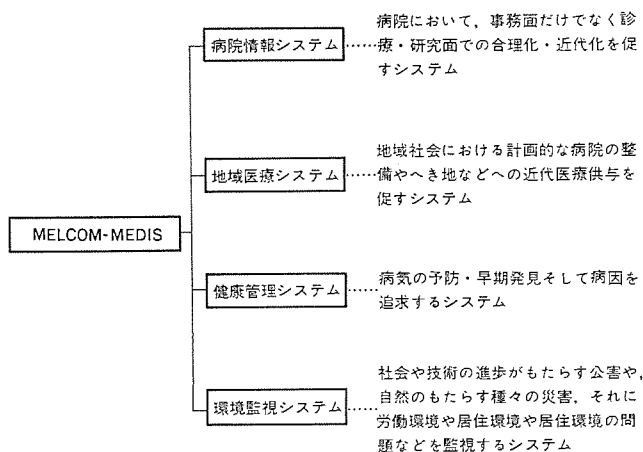 病院情報システム
病院において，事務面だけでなく診
療・研究面での合理化・近代化を促
すシステム
地域医療システム
地域社会における計画的な病院の整
備やへき地などへの近代医療供与を
促すシステム
MELCOM-MEDIS
健康管理システム
病気の予防・早期発見そして病因を
追求するシステム
環境監視システム
社会や技術の進歩がもたらす公害や，
自然のもたらす種々の災害，それに
労働環境や居住環境や居住環境の問
題などを監視するシステム